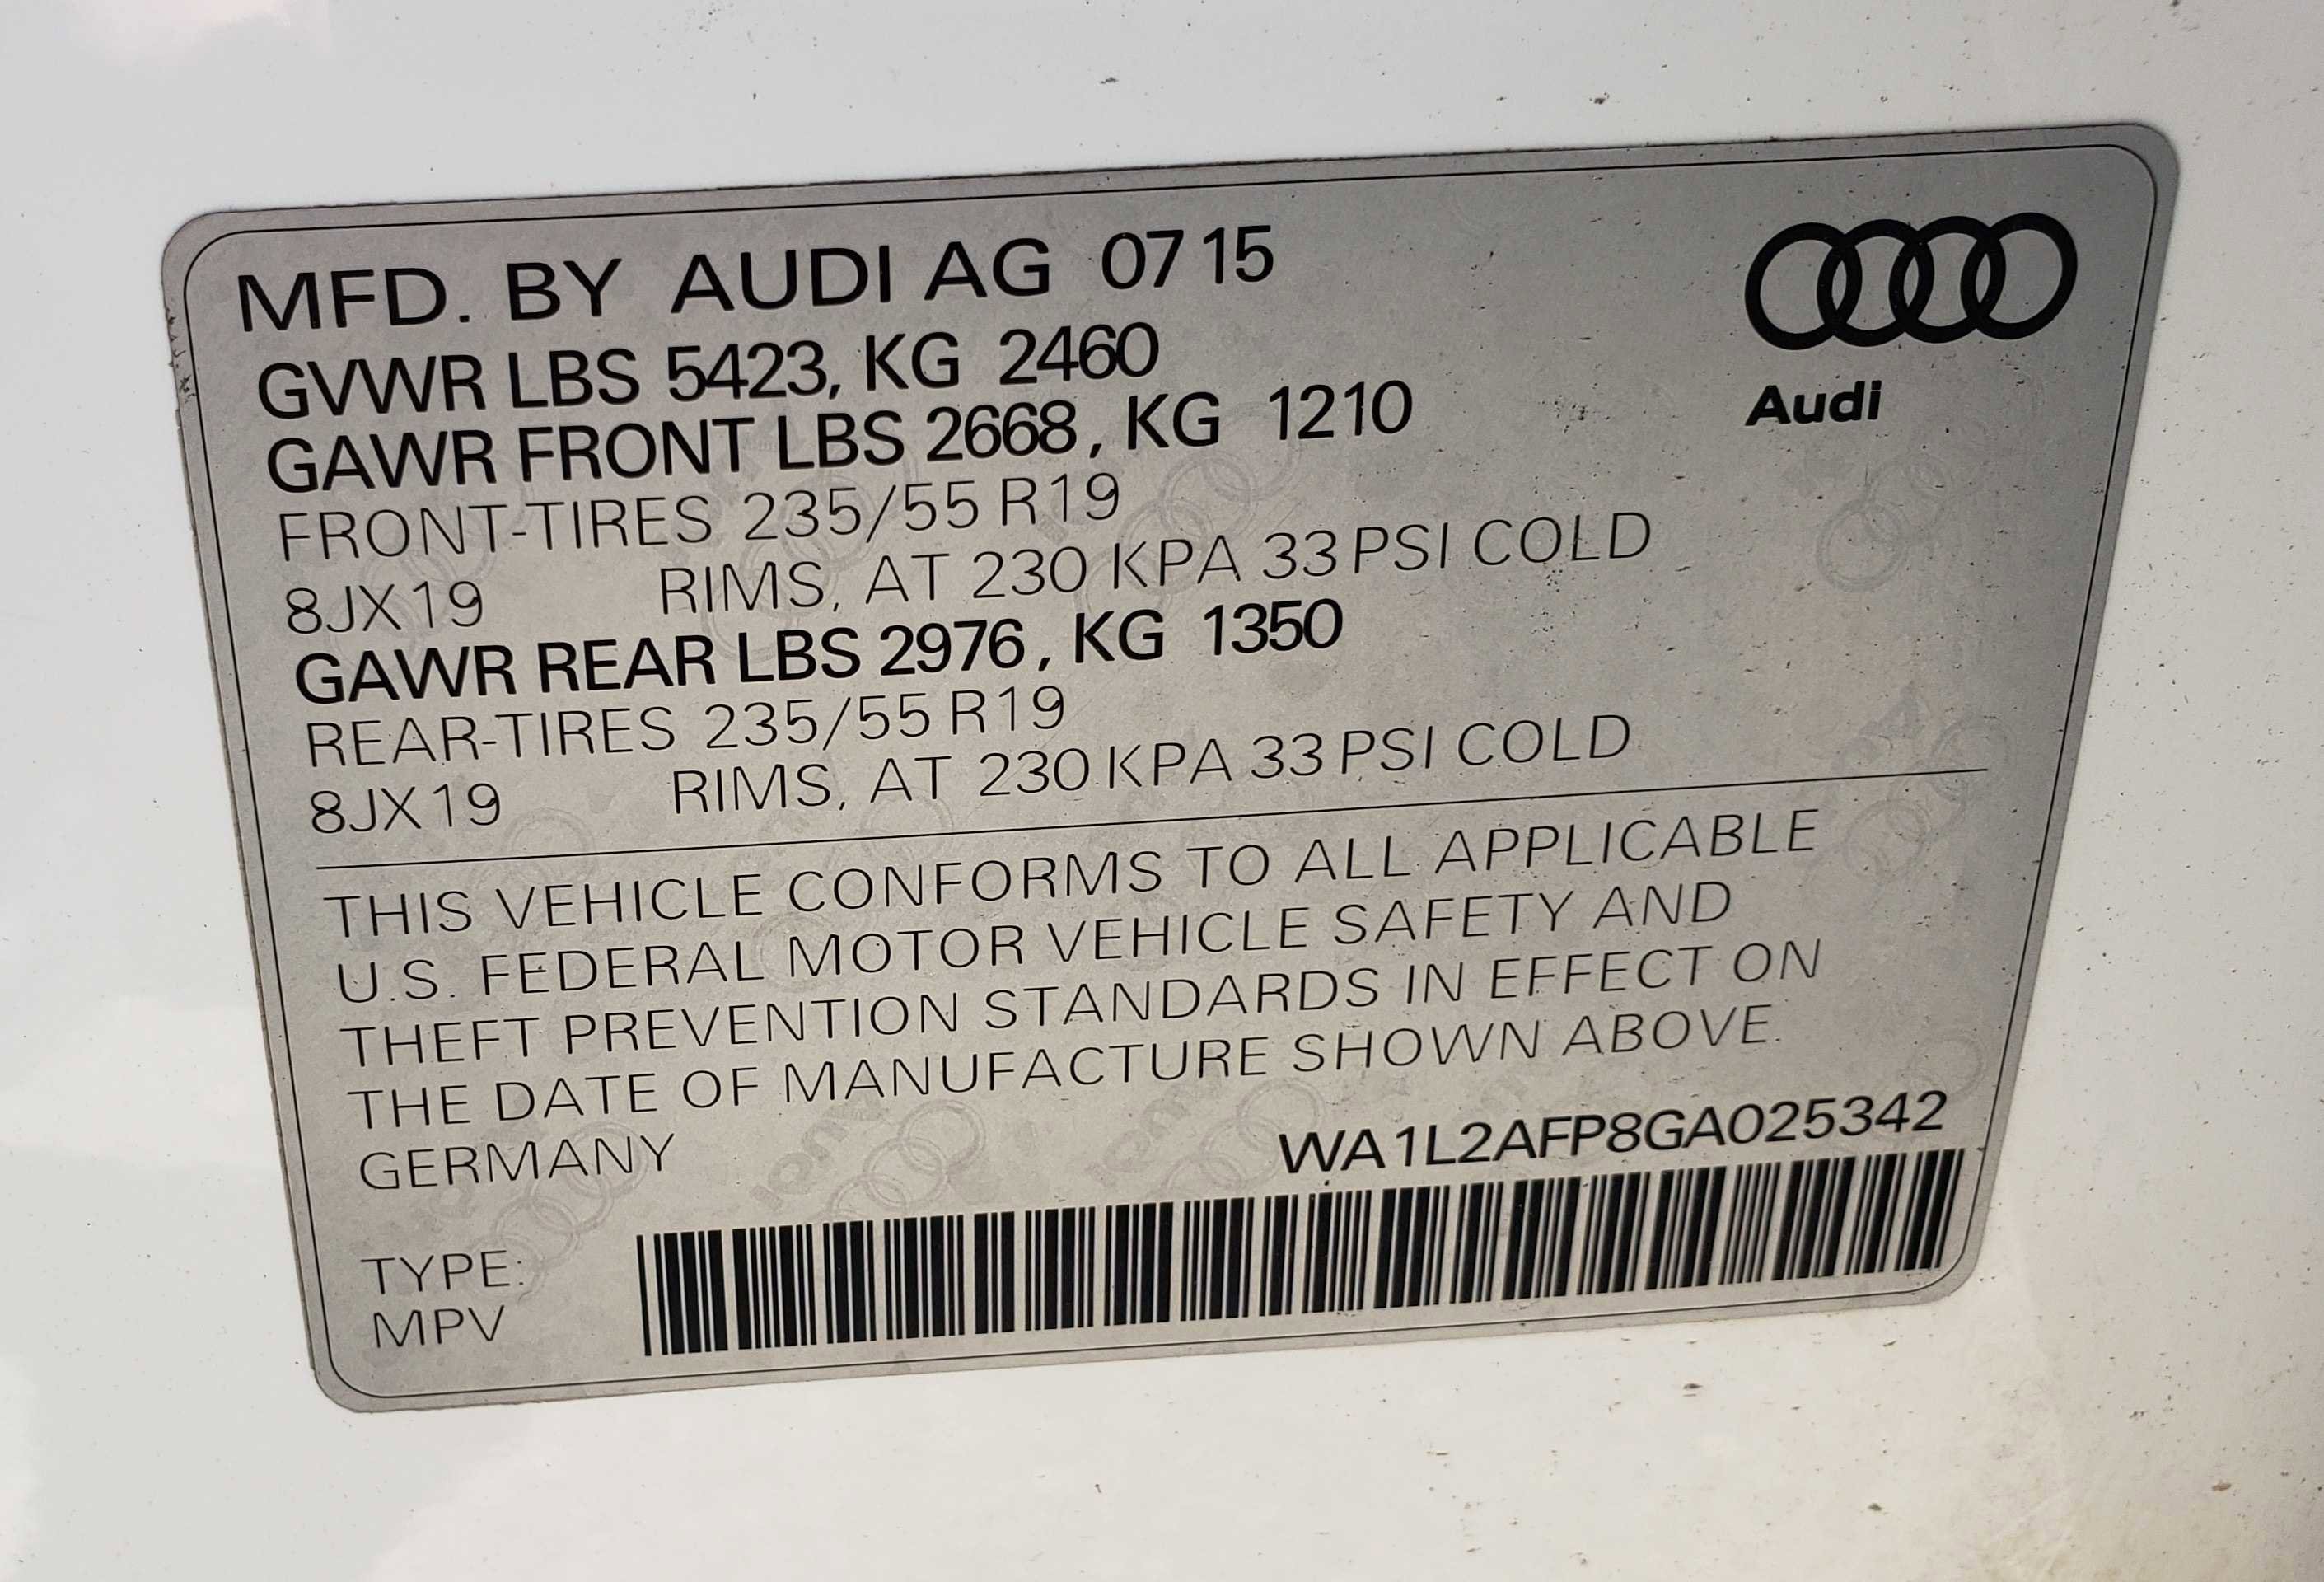 MFD. BY AUDI AG 07 15
GVWR LBS 5423, KG 2460
GAWR FRONT LBS 2668, KG 1210
FRONT-TIRES 235/55 R19
8JX19 RIMS, AT 230 KPA 33 PSI COLD
GAWR REAR LBS 2976, KG 1350
REAR-TIRES 235/55 R19
8JX19 RIMS, AT 230 KPA 33 PSI COLD
Audi
THIS VEHICLE CONFORMS TO ALL APPLICABLE
U.S. FEDERAL MOTOR VEHICLE SAFETY AND
THEFT PREVENTION STANDARDS IN EFFECT ON
THE DATE OF MANUFACTURE SHOWN ABOVE.
GERMANY WA1L2AFP8GA025342
TYPE:
MPV